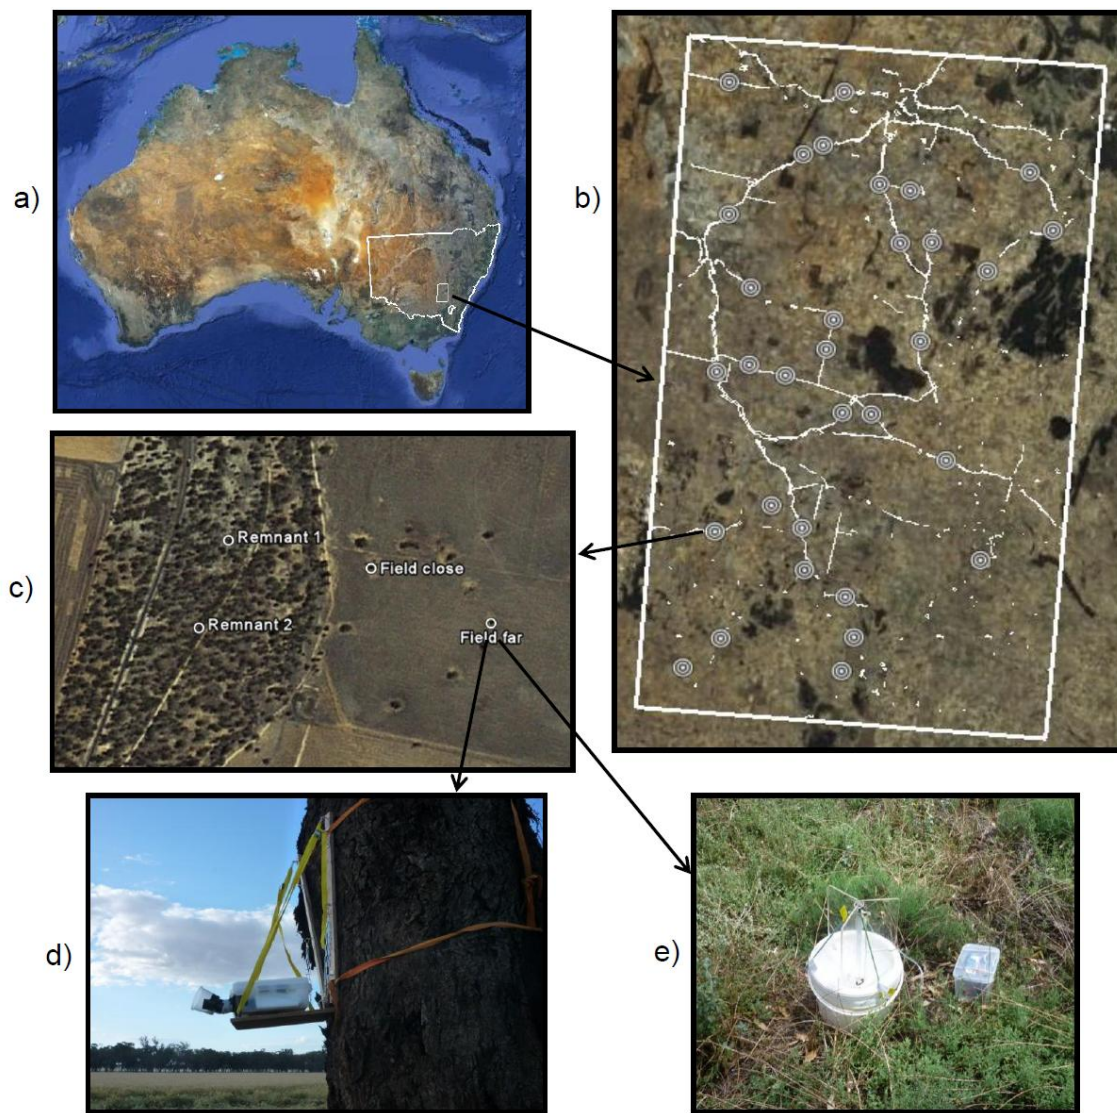 a)
b)
c)
Remnant 1
Field close
Remnant 2
Field far
d)
e)